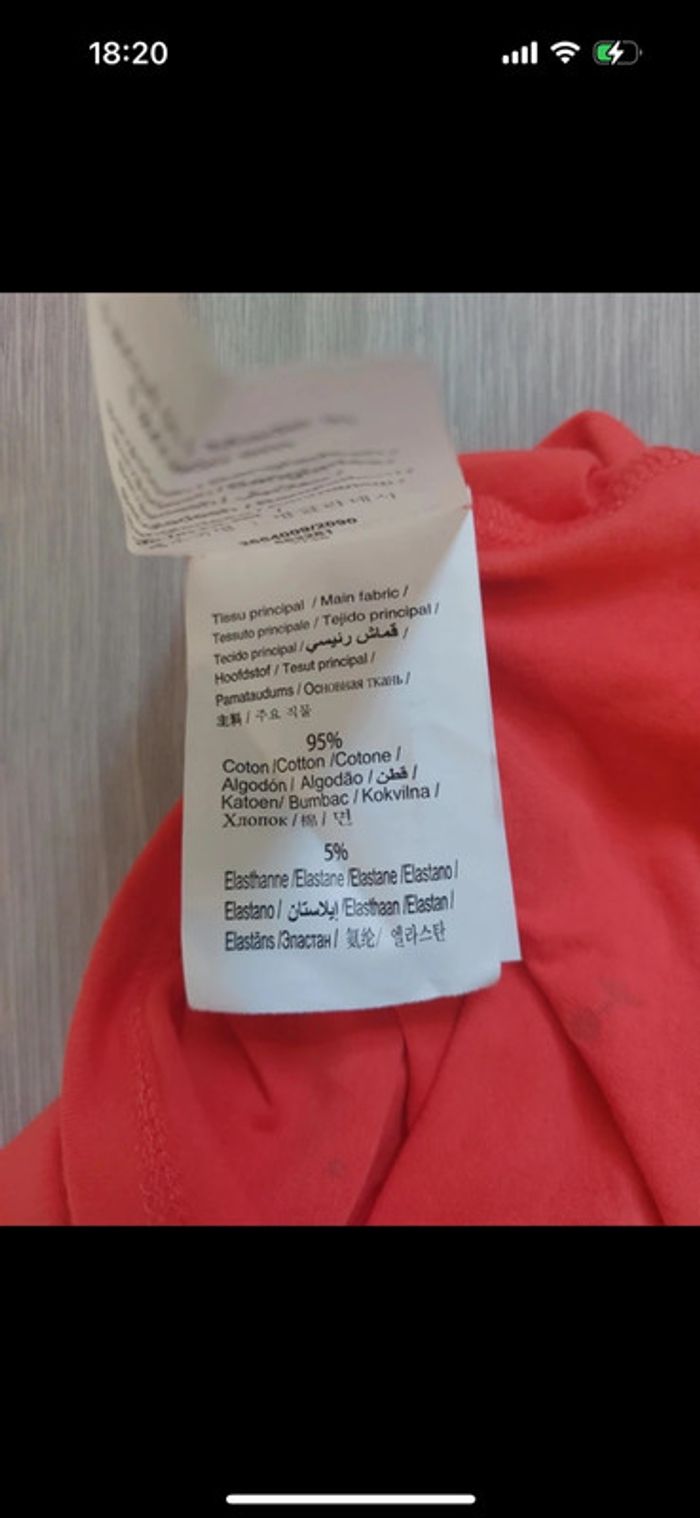 18:20
2664009/2090
Tissu principal / Main fabric /
Tessuto principale / Tejido principal /
Tecido principal / قماش رئيسي /
Hoofdstof / Tesut principal /
Pamataudums / Основная ткань /
主料 / 주요 직물
95%
Coton /Cotton /Cotone /
Algodón / Algodão / قطن /
Katoen/ Bumbac / Kokvilna /
Хлопок / 棉 / 면
5%
Elasthanne /Elastane /Elastane /Elastano /
Elastano / إيلاستان /Elasthaan /Elastan /
Elastāns /Эластан / 氨纶/ 엘라스탄